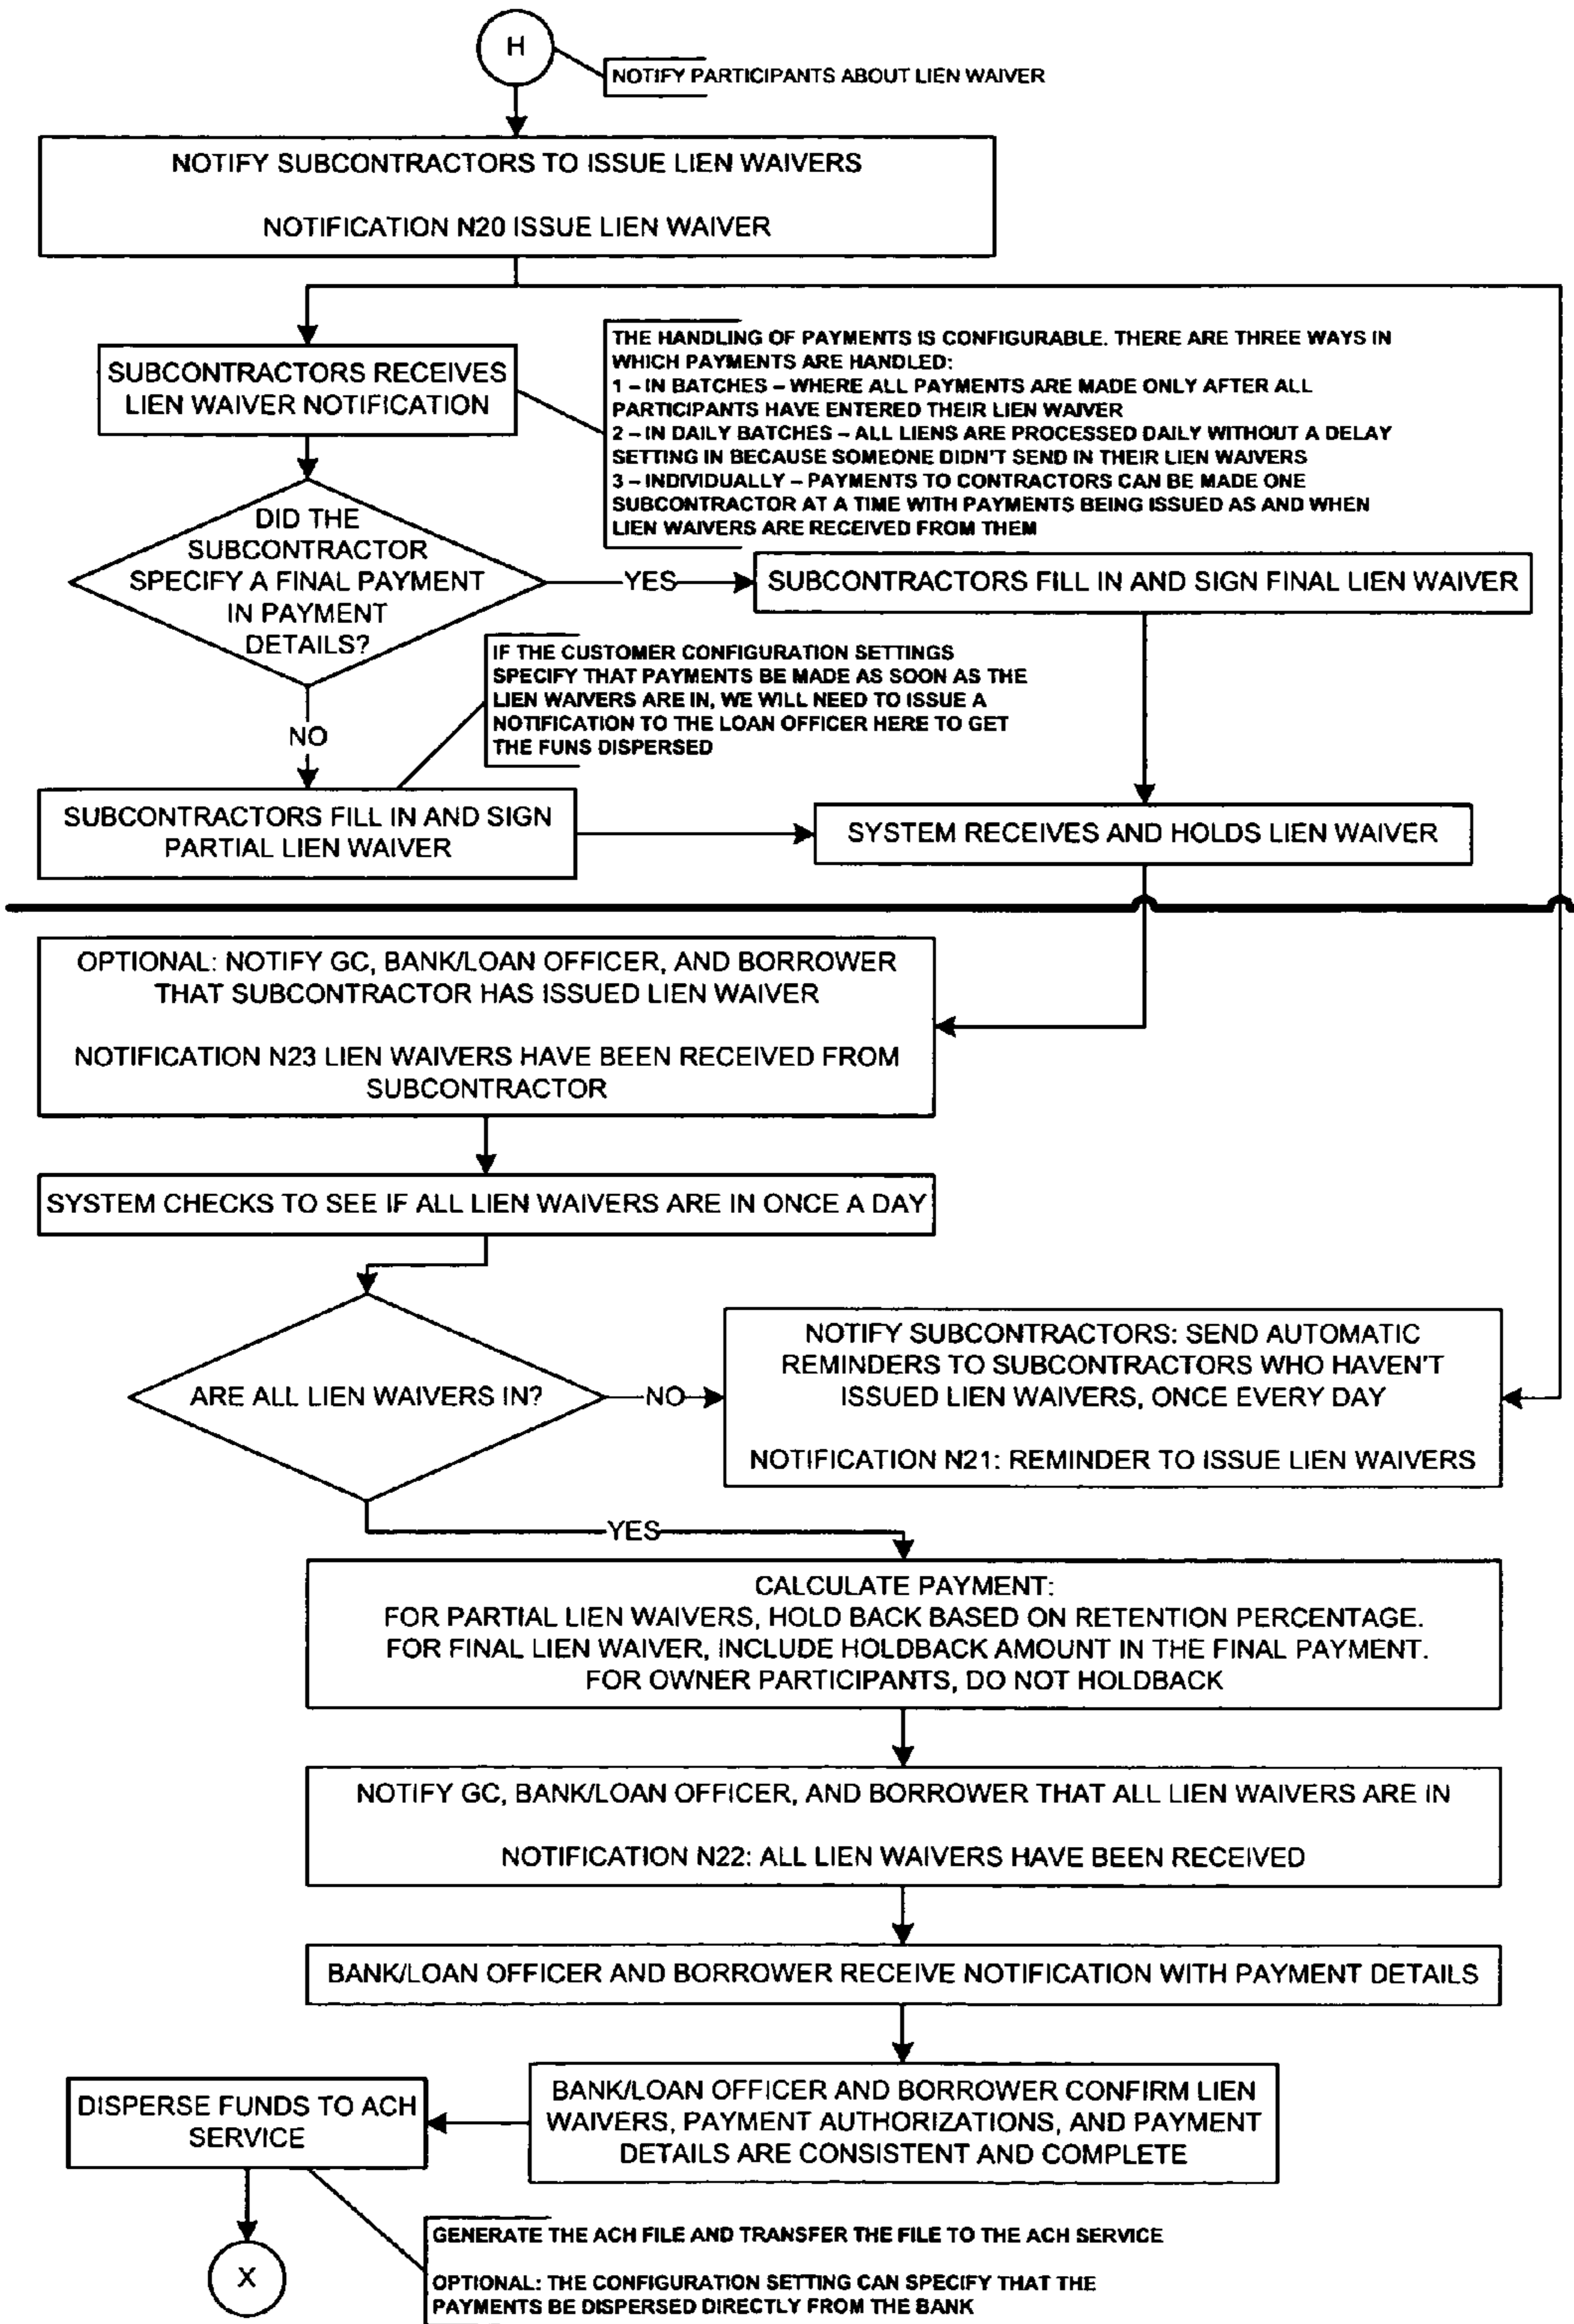 H
NOTIFY PARTICIPANTS ABOUT LIEN WAIVER
NOTIFY SUBCONTRACTORS TO ISSUE LIEN WAIVERS
NOTIFICATION N20 ISSUE LIEN WAIVER
SUBCONTRACTORS RECEIVES
LIEN WAIVER NOTIFICATION
THE HANDLING OF PAYMENTS IS CONFIGURABLE. THERE ARE THREE WAYS IN
WHICH PAYMENTS ARE HANDLED:
1 – IN BATCHES – WHERE ALL PAYMENTS ARE MADE ONLY AFTER ALL
PARTICIPANTS HAVE ENTERED THEIR LIEN WAIVER
2 – IN DAILY BATCHES – ALL LIENS ARE PROCESSED DAILY WITHOUT A DELAY
SETTING IN BECAUSE SOMEONE DIDN'T SEND IN THEIR LIEN WAIVERS
3 – INDIVIDUALLY – PAYMENTS TO CONTRACTORS CAN BE MADE ONE
SUBCONTRACTOR AT A TIME WITH PAYMENTS BEING ISSUED AS AND WHEN
LIEN WAIVERS ARE RECEIVED FROM THEM
DID THE
SUBCONTRACTOR
SPECIFY A FINAL PAYMENT
IN PAYMENT
DETAILS?
YES
SUBCONTRACTORS FILL IN AND SIGN FINAL LIEN WAIVER
IF THE CUSTOMER CONFIGURATION SETTINGS
SPECIFY THAT PAYMENTS BE MADE AS SOON AS THE
LIEN WAIVERS ARE IN, WE WILL NEED TO ISSUE A
NOTIFICATION TO THE LOAN OFFICER HERE TO GET
THE FUNS DISPERSED
NO
SUBCONTRACTORS FILL IN AND SIGN
PARTIAL LIEN WAIVER
SYSTEM RECEIVES AND HOLDS LIEN WAIVER
OPTIONAL: NOTIFY GC, BANK/LOAN OFFICER, AND BORROWER
THAT SUBCONTRACTOR HAS ISSUED LIEN WAIVER
NOTIFICATION N23 LIEN WAIVERS HAVE BEEN RECEIVED FROM
SUBCONTRACTOR
SYSTEM CHECKS TO SEE IF ALL LIEN WAIVERS ARE IN ONCE A DAY
ARE ALL LIEN WAIVERS IN?
NO
NOTIFY SUBCONTRACTORS: SEND AUTOMATIC
REMINDERS TO SUBCONTRACTORS WHO HAVEN'T
ISSUED LIEN WAIVERS, ONCE EVERY DAY
NOTIFICATION N21: REMINDER TO ISSUE LIEN WAIVERS
YES
CALCULATE PAYMENT:
FOR PARTIAL LIEN WAIVERS, HOLD BACK BASED ON RETENTION PERCENTAGE.
FOR FINAL LIEN WAIVER, INCLUDE HOLDBACK AMOUNT IN THE FINAL PAYMENT.
FOR OWNER PARTICIPANTS, DO NOT HOLDBACK
NOTIFY GC, BANK/LOAN OFFICER, AND BORROWER THAT ALL LIEN WAIVERS ARE IN
NOTIFICATION N22: ALL LIEN WAIVERS HAVE BEEN RECEIVED
BANK/LOAN OFFICER AND BORROWER RECEIVE NOTIFICATION WITH PAYMENT DETAILS
BANK/LOAN OFFICER AND BORROWER CONFIRM LIEN
WAIVERS, PAYMENT AUTHORIZATIONS, AND PAYMENT
DETAILS ARE CONSISTENT AND COMPLETE
DISPERSE FUNDS TO ACH
SERVICE
X
GENERATE THE ACH FILE AND TRANSFER THE FILE TO THE ACH SERVICE
OPTIONAL: THE CONFIGURATION SETTING CAN SPECIFY THAT THE
PAYMENTS BE DISPERSED DIRECTLY FROM THE BANK